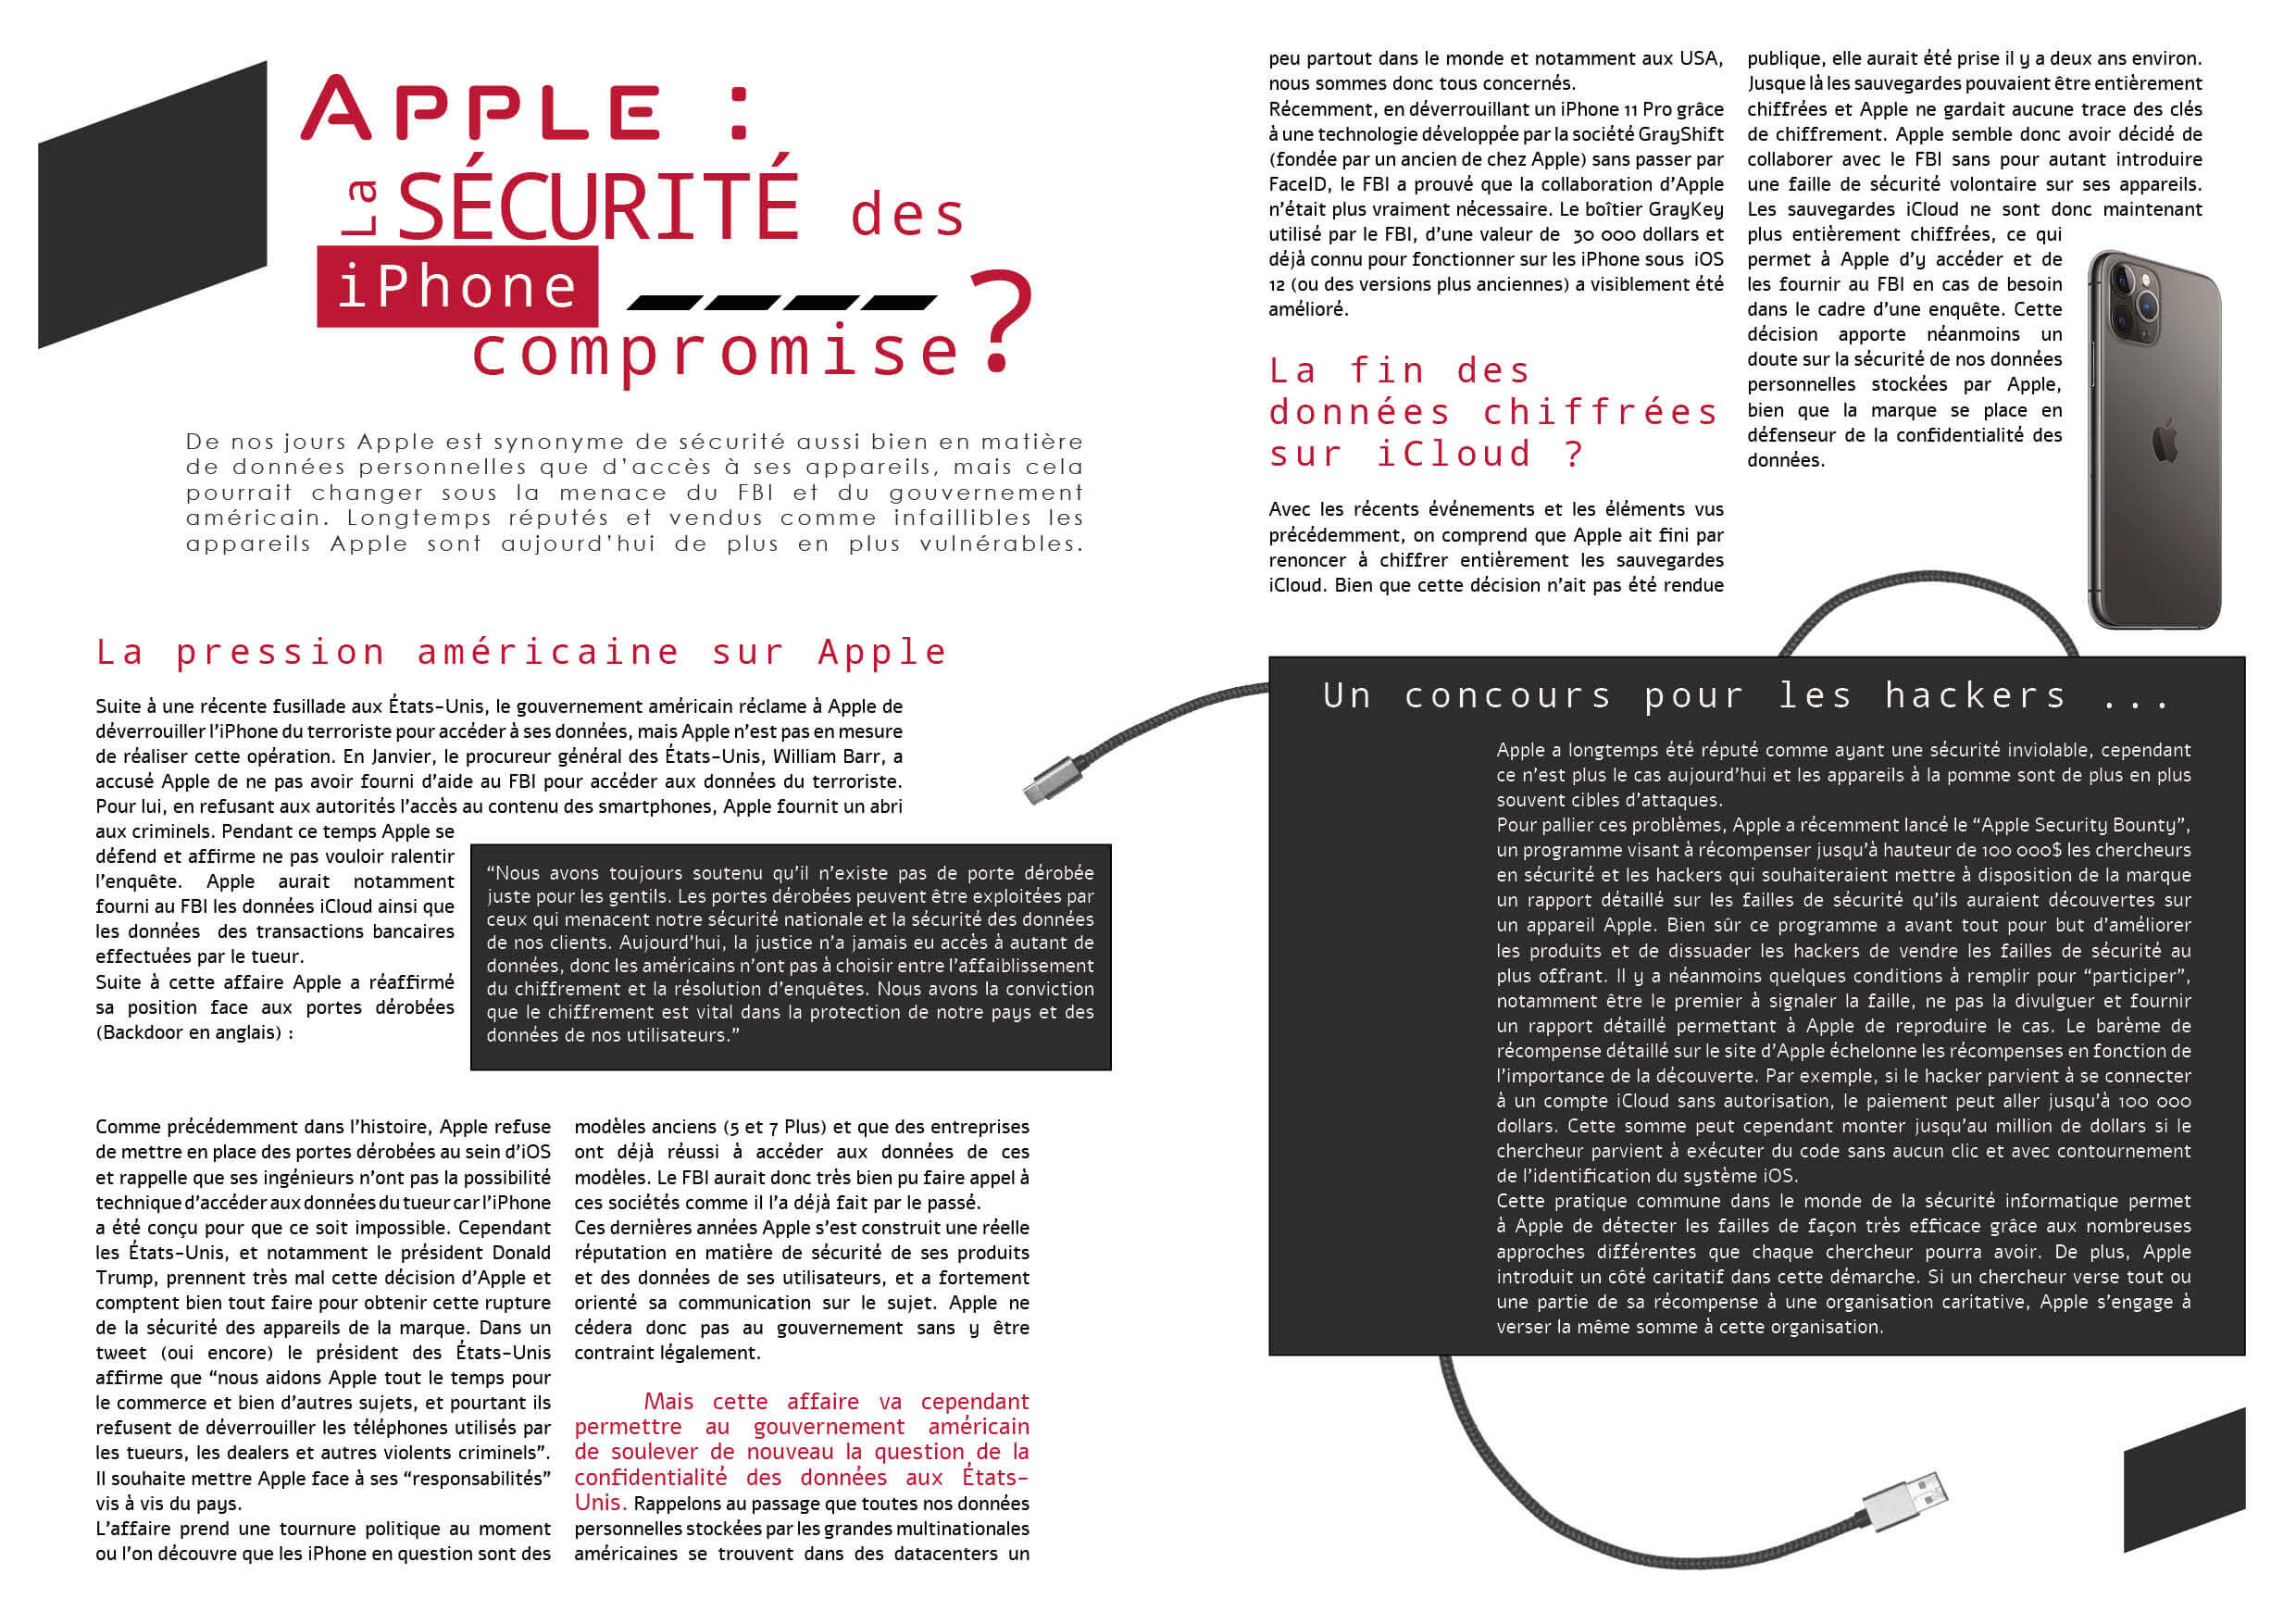 Apple :
La SÉCURITÉ des
iPhone
compromise ?
De nos jours Apple est synonyme de sécurité aussi bien en matière
de données personnelles que d'accès à ses appareils, mais cela
pourrait changer sous la menace du FBI et du gouvernement
américain. Longtemps réputés et vendus comme infaillibles les
appareils Apple sont aujourd'hui de plus en plus vulnérables.
La pression américaine sur Apple
Suite à une récente fusillade aux États-Unis, le gouvernement américain réclame à Apple de
déverrouiller l'iPhone du terroriste pour accéder à ses données, mais Apple n'est pas en mesure
de réaliser cette opération. En Janvier, le procureur général des États-Unis, William Barr, a
accusé Apple de ne pas avoir fourni d'aide au FBI pour accéder aux données du terroriste.
Pour lui, en refusant aux autorités l'accès au contenu des smartphones, Apple fournit un abri
aux criminels. Pendant ce temps Apple se
défend et affirme ne pas vouloir ralentir
l'enquête. Apple aurait notamment
fourni au FBI les données iCloud ainsi que
les données des transactions bancaires
effectuées par le tueur.
Suite à cette affaire Apple a réaffirmé
sa position face aux portes dérobées
(Backdoor en anglais) :
“Nous avons toujours soutenu qu'il n'existe pas de porte dérobée
juste pour les gentils. Les portes dérobées peuvent être exploitées par
ceux qui menacent notre sécurité nationale et la sécurité des données
de nos clients. Aujourd'hui, la justice n'a jamais eu accès à autant de
données, donc les américains n'ont pas à choisir entre l'affaiblissement
du chiffrement et la résolution d'enquêtes. Nous avons la conviction
que le chiffrement est vital dans la protection de notre pays et des
données de nos utilisateurs.”
Comme précédemment dans l'histoire, Apple refuse
de mettre en place des portes dérobées au sein d'iOS
et rappelle que ses ingénieurs n'ont pas la possibilité
technique d'accéder aux données du tueur car l'iPhone
a été conçu pour que ce soit impossible. Cependant
les États-Unis, et notamment le président Donald
Trump, prennent très mal cette décision d'Apple et
comptent bien tout faire pour obtenir cette rupture
de la sécurité des appareils de la marque. Dans un
tweet (oui encore) le président des États-Unis
affirme que “nous aidons Apple tout le temps pour
le commerce et bien d'autres sujets, et pourtant ils
refusent de déverrouiller les téléphones utilisés par
les tueurs, les dealers et autres violents criminels”.
Il souhaite mettre Apple face à ses “responsabilités”
vis à vis du pays.
L'affaire prend une tournure politique au moment
ou l'on découvre que les iPhone en question sont des
modèles anciens (5 et 7 Plus) et que des entreprises
ont déjà réussi à accéder aux données de ces
modèles. Le FBI aurait donc très bien pu faire appel à
ces sociétés comme il l'a déjà fait par le passé.
Ces dernières années Apple s'est construit une réelle
réputation en matière de sécurité de ses produits
et des données de ses utilisateurs, et a fortement
orienté sa communication sur le sujet. Apple ne
cédera donc pas au gouvernement sans y être
contraint légalement.
Mais cette affaire va cependant
permettre au gouvernement américain
de soulever de nouveau la question de la
confidentialité des données aux États-
Unis. Rappelons au passage que toutes nos données
personnelles stockées par les grandes multinationales
américaines se trouvent dans des datacenters un
peu partout dans le monde et notamment aux USA,
nous sommes donc tous concernés.
Récemment, en déverrouillant un iPhone 11 Pro grâce
à une technologie développée par la société GrayShift
(fondée par un ancien de chez Apple) sans passer par
FaceID, le FBI a prouvé que la collaboration d'Apple
n'était plus vraiment nécessaire. Le boîtier GrayKey
utilisé par le FBI, d'une valeur de 30 000 dollars et
déjà connu pour fonctionner sur les iPhone sous iOS
12 (ou des versions plus anciennes) a visiblement été
amélioré.
La fin des
données chiffrées
sur iCloud ?
Avec les récents événements et les éléments vus
précédemment, on comprend que Apple ait fini par
renoncer à chiffrer entièrement les sauvegardes
iCloud. Bien que cette décision n'ait pas été rendue
publique, elle aurait été prise il y a deux ans environ.
Jusque là les sauvegardes pouvaient être entièrement
chiffrées et Apple ne gardait aucune trace des clés
de chiffrement. Apple semble donc avoir décidé de
collaborer avec le FBI sans pour autant introduire
une faille de sécurité volontaire sur ses appareils.
Les sauvegardes iCloud ne sont donc maintenant
plus entièrement chiffrées, ce qui
permet à Apple d'y accéder et de
les fournir au FBI en cas de besoin
dans le cadre d'une enquête. Cette
décision apporte néanmoins un
doute sur la sécurité de nos données
personnelles stockées par Apple,
bien que la marque se place en
défenseur de la confidentialité des
données.
Un concours pour les hackers ...
Apple a longtemps été réputé comme ayant une sécurité inviolable, cependant
ce n'est plus le cas aujourd'hui et les appareils à la pomme sont de plus en plus
souvent cibles d'attaques.
Pour pallier ces problèmes, Apple a récemment lancé le “Apple Security Bounty”,
un programme visant à récompenser jusqu'à hauteur de 100 000$ les chercheurs
en sécurité et les hackers qui souhaiteraient mettre à disposition de la marque
un rapport détaillé sur les failles de sécurité qu'ils auraient découvertes sur
un appareil Apple. Bien sûr ce programme a avant tout pour but d'améliorer
les produits et de dissuader les hackers de vendre les failles de sécurité au
plus offrant. Il y a néanmoins quelques conditions à remplir pour “participer”,
notamment être le premier à signaler la faille, ne pas la divulguer et fournir
un rapport détaillé permettant à Apple de reproduire le cas. Le barème de
récompense détaillé sur le site d'Apple échelonne les récompenses en fonction de
l'importance de la découverte. Par exemple, si le hacker parvient à se connecter
à un compte iCloud sans autorisation, le paiement peut aller jusqu'à 100 000
dollars. Cette somme peut cependant monter jusqu'au million de dollars si le
chercheur parvient à exécuter du code sans aucun clic et avec contournement
de l'identification du système iOS.
Cette pratique commune dans le monde de la sécurité informatique permet
à Apple de détecter les failles de façon très efficace grâce aux nombreuses
approches différentes que chaque chercheur pourra avoir. De plus, Apple
introduit un côté caritatif dans cette démarche. Si un chercheur verse tout ou
une partie de sa récompense à une organisation caritative, Apple s'engage à
verser la même somme à cette organisation.